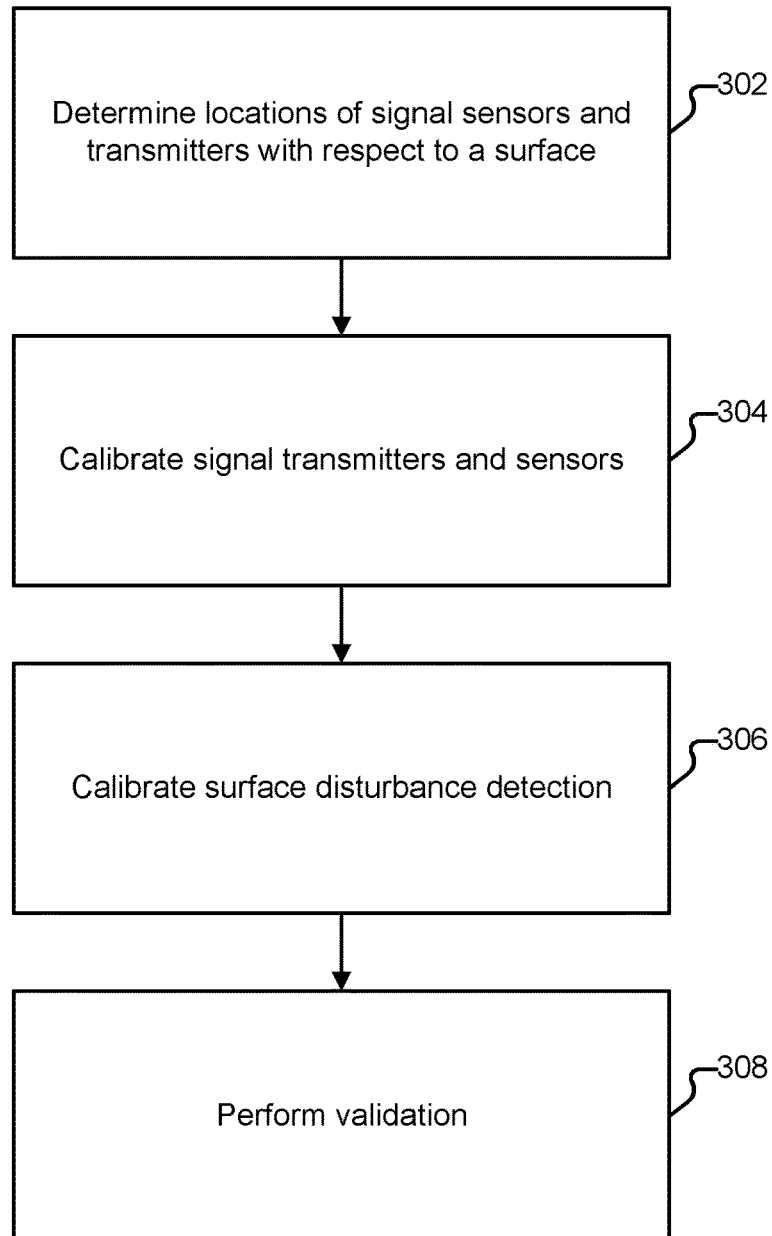 Determine locations of signal sensors and
transmitters with respect to a surface
302
Calibrate signal transmitters and sensors
304
Calibrate surface disturbance detection
306
Perform validation
308